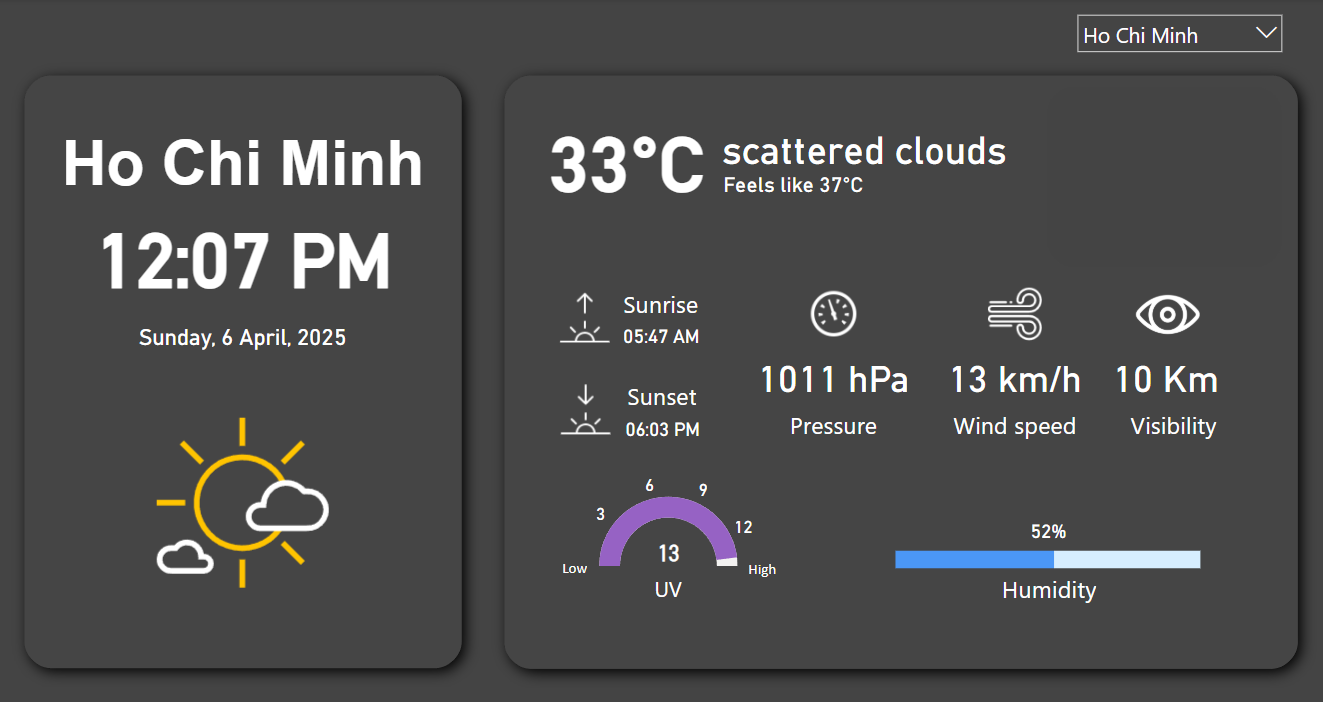 Ho Chi Minh
Ho Chi Minh
12:07 PM
Sunday, 6 April, 2025
33°C
scattered clouds
Feels like 37°C
Sunrise
05:47 AM
Sunset
06:03 PM
1011 hPa
Pressure
13 km/h
Wind speed
10 Km
Visibility
Low
3
6
9
12
High
13
UV
52%
Humidity